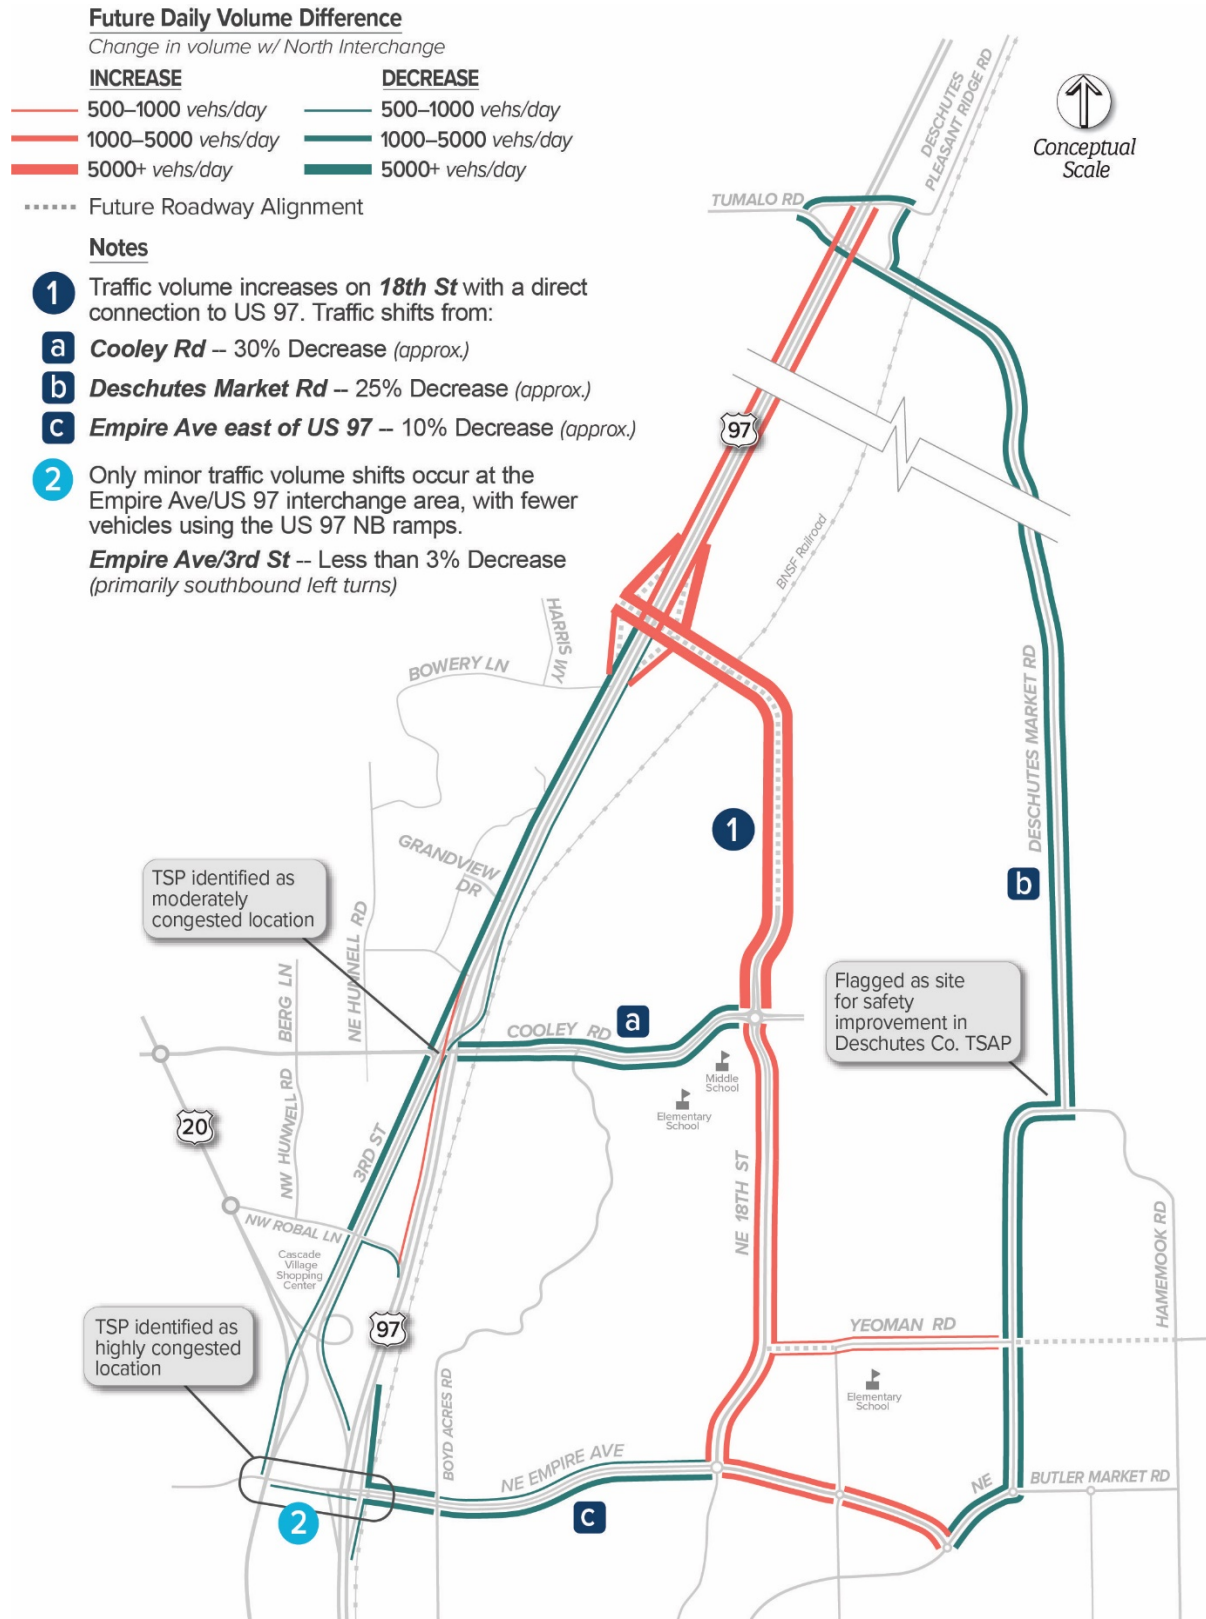 Future Daily Volume Difference
Change in volume w/ North Interchange
INCREASE
500–1000 vehs/day
1000–5000 vehs/day
5000+ vehs/day
DECREASE
500–1000 vehs/day
1000–5000 vehs/day
5000+ vehs/day
Future Roadway Alignment
Notes
1
Traffic volume increases on 18th St with a direct
connection to US 97. Traffic shifts from:
a
Cooley Rd -- 30% Decrease (approx.)
b
Deschutes Market Rd -- 25% Decrease (approx.)
c
Empire Ave east of US 97 -- 10% Decrease (approx.)
2
Only minor traffic volume shifts occur at the
Empire Ave/US 97 interchange area, with fewer
vehicles using the US 97 NB ramps.
Empire Ave/3rd St -- Less than 3% Decrease
(primarily southbound left turns)
Conceptual
Scale
DESCHUTES
PLEASANT RIDGE RD
TUMALO RD
97
BNSF Railroad
HARRIS WY
BOWERY LN
DESCHUTES MARKET RD
1
GRANDVIEW
DR
b
TSP identified as
moderately
congested location
NE HUNNELL RD
BERG LN
Flagged as site
for safety
improvement in
Deschutes Co. TSAP
a
COOLEY RD
Middle
School
Elementary
School
20
NW HUNNELL RD
3RD ST
NE 18TH ST
NW ROBAL LN
HAMEMOOK RD
Cascade
Village
Shopping
Center
97
YEOMAN RD
TSP identified as
highly congested
location
Elementary
School
BOYD ACRES RD
NE EMPIRE AVE
NE
BUTLER MARKET RD
2
c